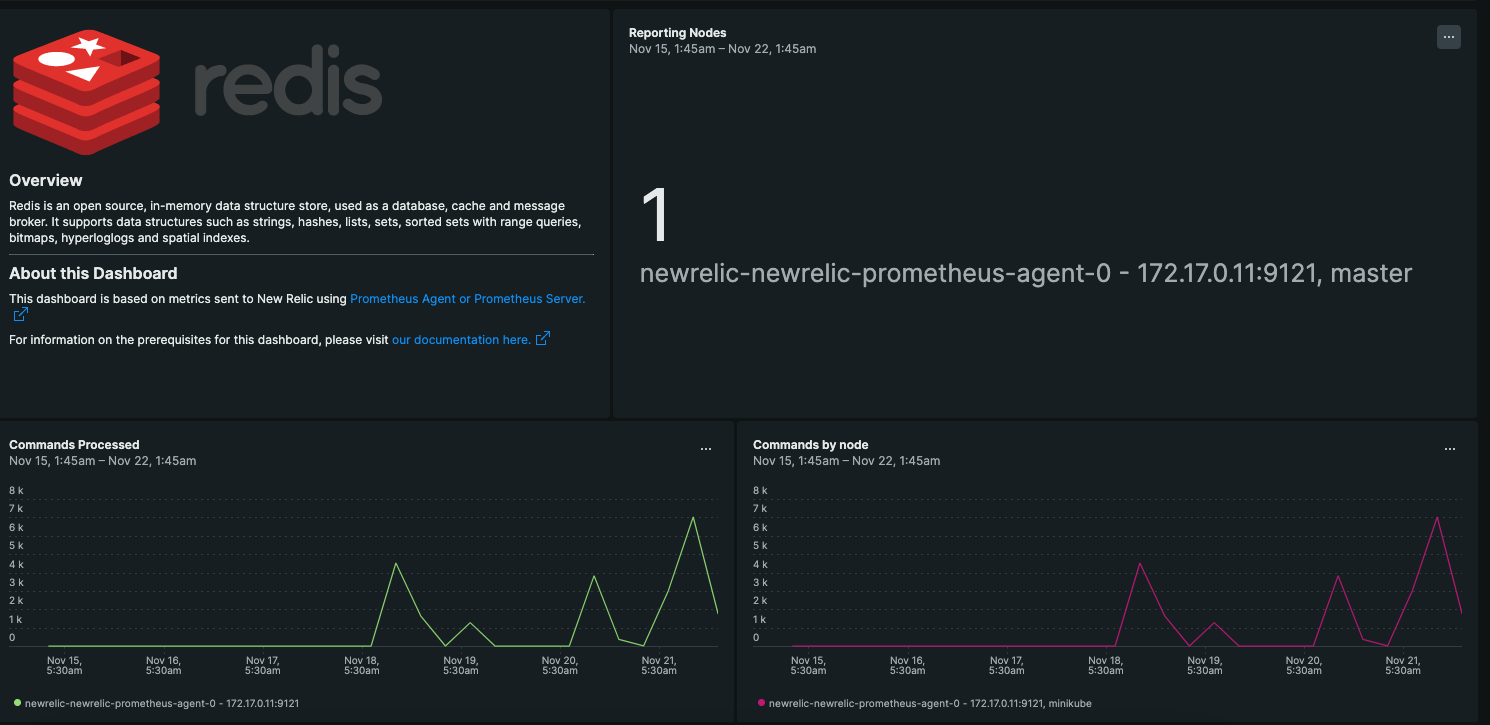 redis
Overview
Redis is an open source, in-memory data structure store, used as a database, cache and message
broker. It supports data structures such as strings, hashes, lists, sets, sorted sets with range queries,
bitmaps, hyperloglogs and spatial indexes.
About this Dashboard
This dashboard is based on metrics sent to New Relic using Prometheus Agent or Prometheus Server.
For information on the prerequisites for this dashboard, please visit our documentation here.
Reporting Nodes
...
Nov 15, 1:45am – Nov 22, 1:45am
1
newrelic-newrelic-prometheus-agent-0 - 172.17.0.11:9121, master
Commands Processed
...
Nov 15, 1:45am – Nov 22, 1:45am
8 k
7 k
6 k
5 k
4 k
3 k
2 k
1 k
0
Nov 15, Nov 16, Nov 17, Nov 18, Nov 19, Nov 20, Nov 21,
5:30am 5:30am 5:30am 5:30am 5:30am 5:30am 5:30am
newrelic-newrelic-prometheus-agent-0 - 172.17.0.11:9121
Commands by node
...
Nov 15, 1:45am – Nov 22, 1:45am
8 k
7 k
6 k
5 k
4 k
3 k
2 k
1 k
0
Nov 15, Nov 16, Nov 17, Nov 18, Nov 19, Nov 20, Nov 21,
5:30am 5:30am 5:30am 5:30am 5:30am 5:30am 5:30am
newrelic-newrelic-prometheus-agent-0 - 172.17.0.11:9121, minikube